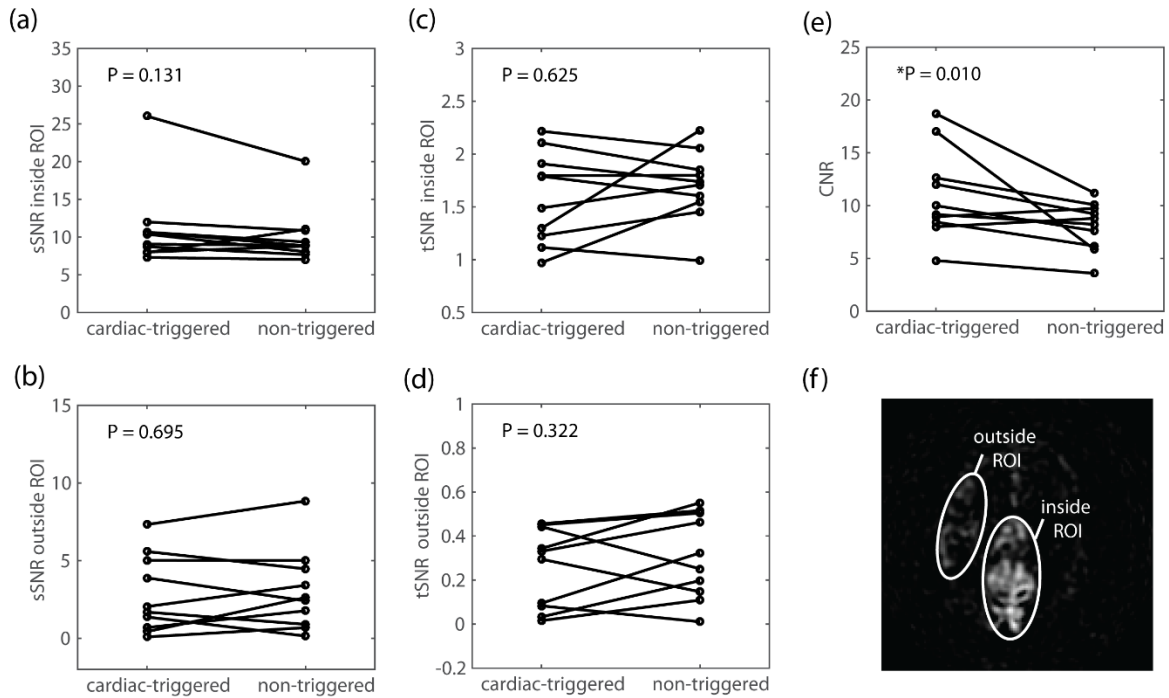 (a)
sSNR inside ROI
35
30
25
20
15
10
5
0
P = 0.131
cardiac-triggered non-triggered
(c)
tSNR inside ROI
3
2.5
2
1.5
1
0.5
P = 0.625
cardiac-triggered non-triggered
(e)
CNR
25
20
15
10
5
0
*P = 0.010
cardiac-triggered non-triggered
(b)
sSNR outside ROI
15
10
5
0
P = 0.695
cardiac-triggered non-triggered
(d)
tSNR outside ROI
1
0.8
0.6
0.4
0.2
0
-0.2
P = 0.322
cardiac-triggered non-triggered
(f)
outside
ROI
inside
ROI